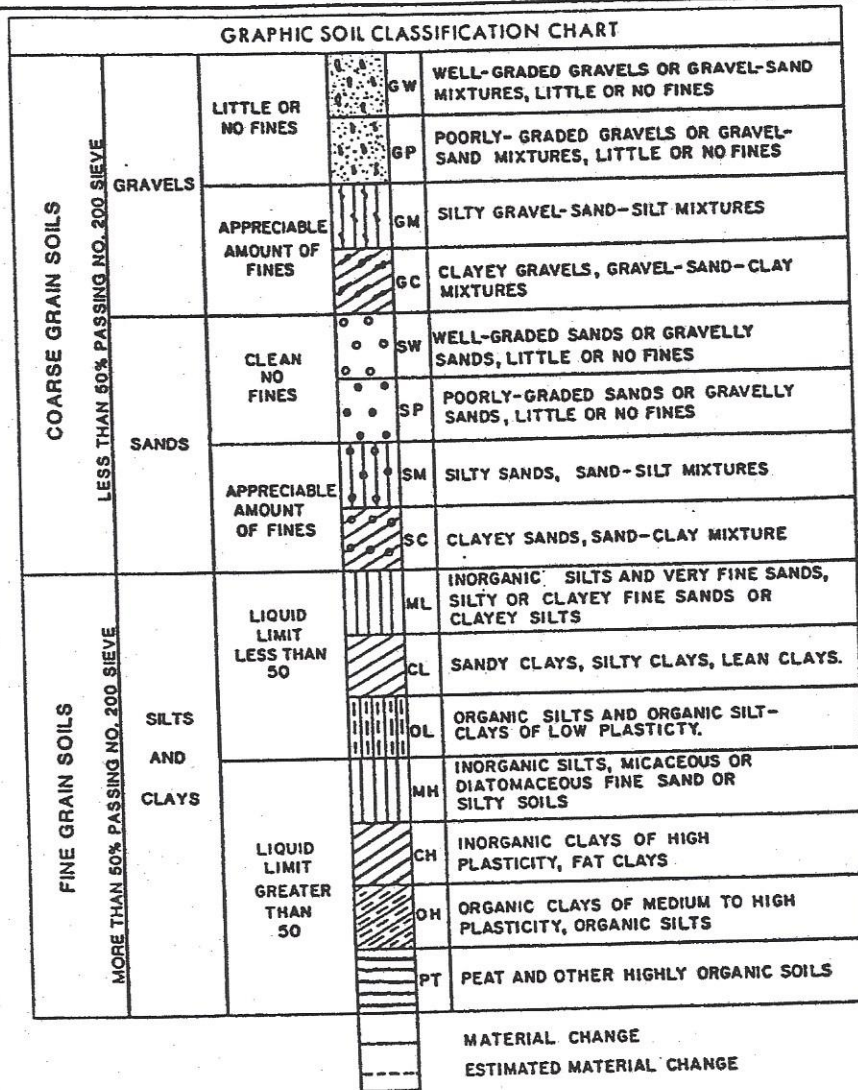 GRAPHIC SOIL CLASSIFICATION CHART
COARSE GRAIN SOILS
LESS THAN 50% PASSING NO. 200 SIEVE
GRAVELS
LITTLE OR
NO FINES
GW
WELL-GRADED GRAVELS OR GRAVEL-SAND
MIXTURES, LITTLE OR NO FINES
GP
POORLY- GRADED GRAVELS OR GRAVEL-
SAND MIXTURES, LITTLE OR NO FINES
APPRECIABLE
AMOUNT OF
FINES
GM
SILTY GRAVEL-SAND-SILT MIXTURES
GC
CLAYEY GRAVELS, GRAVEL-SAND-CLAY
MIXTURES
SANDS
CLEAN
NO
FINES
SW
WELL-GRADED SANDS OR GRAVELLY
SANDS, LITTLE OR NO FINES
SP
POORLY-GRADED SANDS OR GRAVELLY
SANDS, LITTLE OR NO FINES
APPRECIABLE
AMOUNT
OF FINES
SM
SILTY SANDS, SAND-SILT MIXTURES
SC
CLAYEY SANDS, SAND-CLAY MIXTURE
FINE GRAIN SOILS
MORE THAN 50% PASSING NO. 200 SIEVE
SILTS
AND
CLAYS
LIQUID
LIMIT
LESS THAN
50
ML
INORGANIC SILTS AND VERY FINE SANDS,
SILTY OR CLAYEY FINE SANDS OR
CLAYEY SILTS
CL
SANDY CLAYS, SILTY CLAYS, LEAN CLAYS.
OL
ORGANIC SILTS AND ORGANIC SILT-
CLAYS OF LOW PLASTICTY.
LIQUID
LIMIT
GREATER
THAN
50
MH
INORGANIC SILTS, MICACEOUS OR
DIATOMACEOUS FINE SAND OR
SILTY SOILS
CH
INORGANIC CLAYS OF HIGH
PLASTICITY, FAT CLAYS
OH
ORGANIC CLAYS OF MEDIUM TO HIGH
PLASTICITY, ORGANIC SILTS
PT
PEAT AND OTHER HIGHLY ORGANIC SOILS
MATERIAL CHANGE
ESTIMATED MATERIAL CHANGE